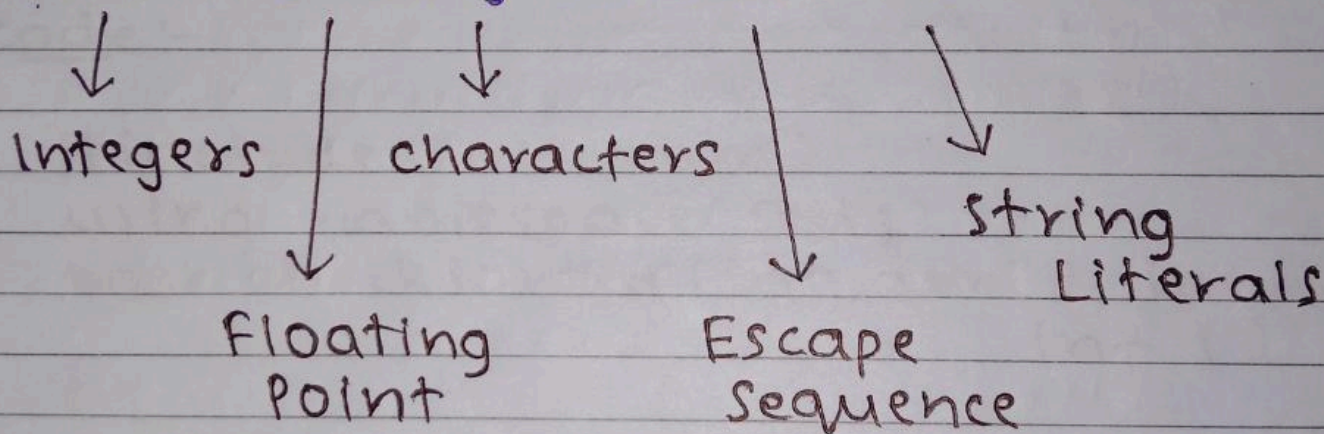 Integers
characters
string
Literals
Floating
Point
Escape
sequence